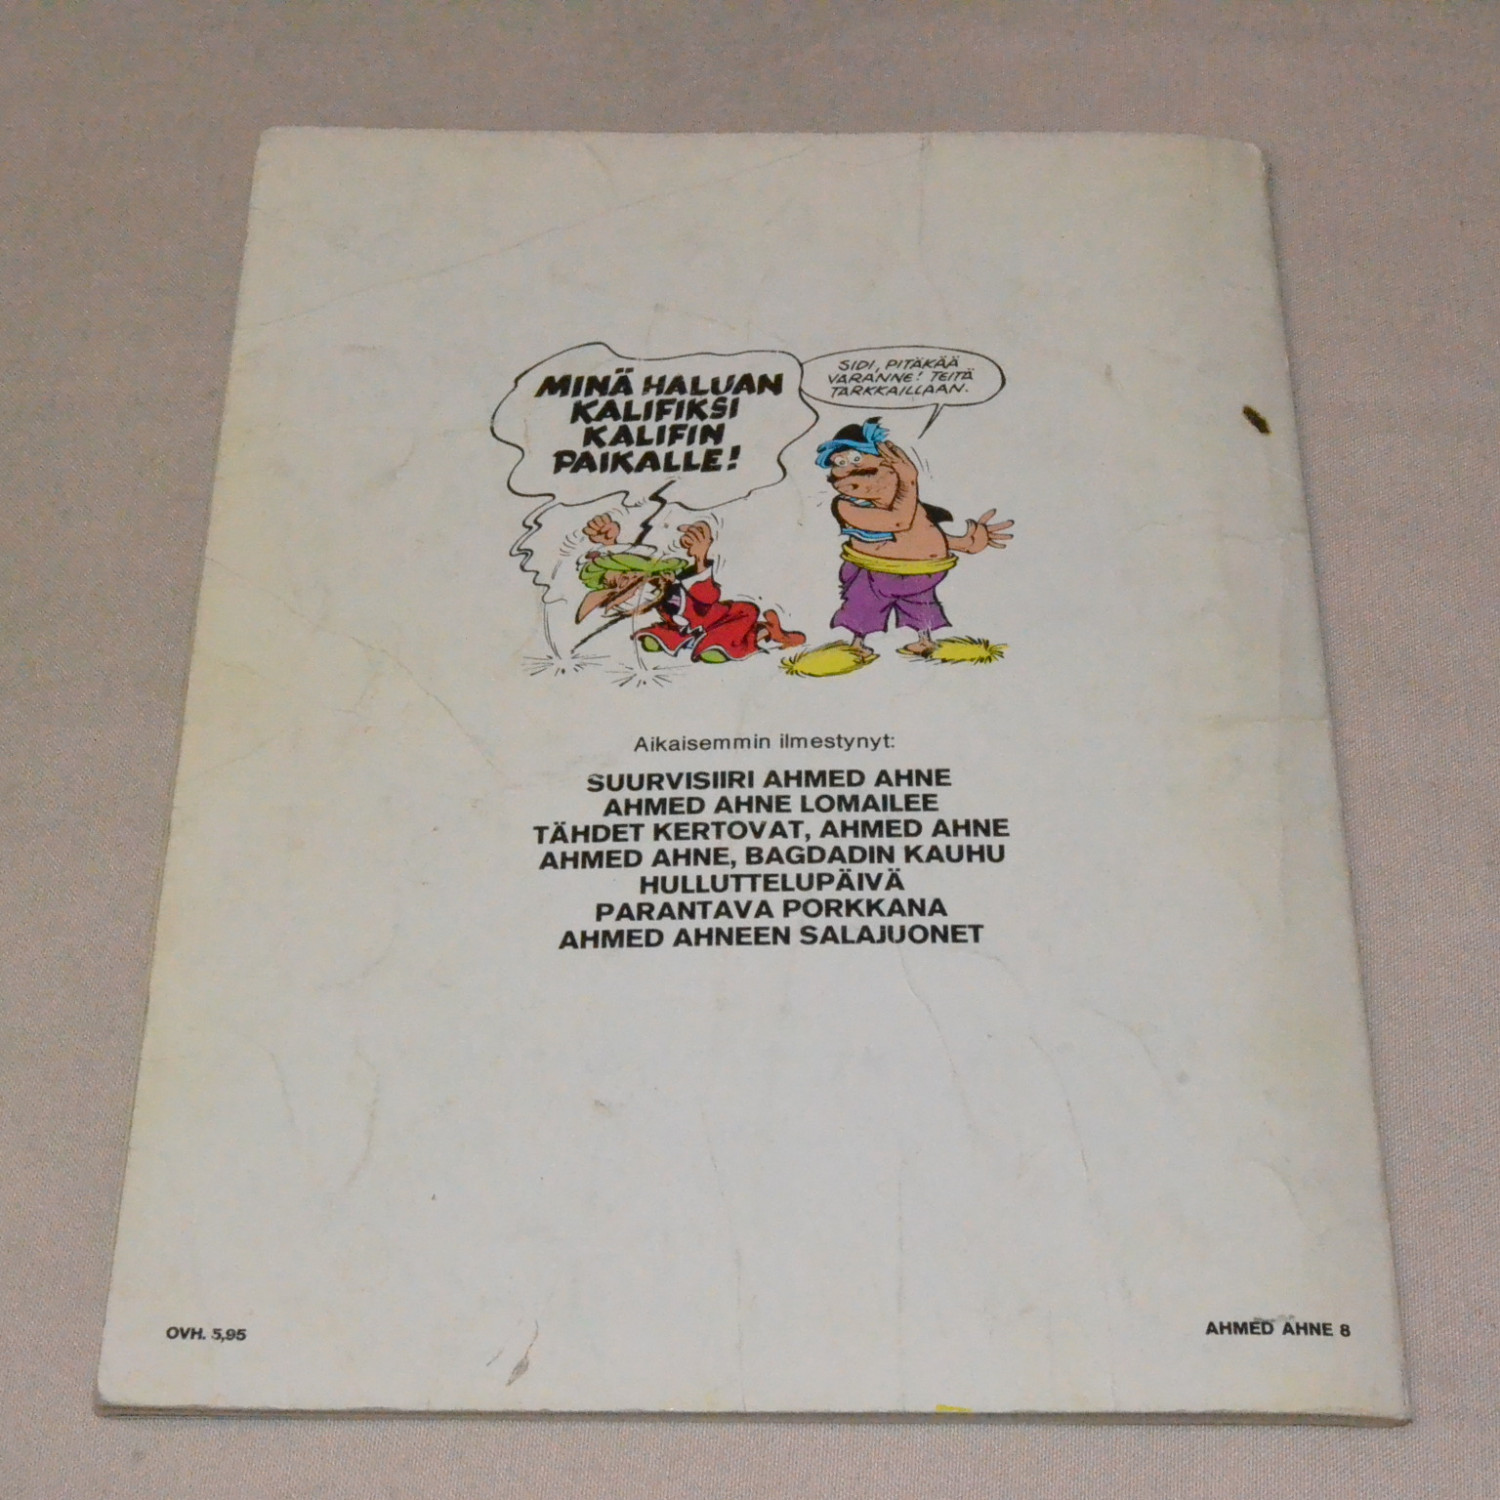 MINÄ HALUAN
KALIFIKSI
KALIFIN
PAIKALLE!
SIDI, PITÄKÄÄ
VARANNE! TEITÄ
TARKKAILLAAN.
Aikaisemmin ilmestynyt:
SUURVISIIRI AHMED AHNE
AHMED AHNE LOMAILEE
TÄHDET KERTOVAT, AHMED AHNE
AHMED AHNE, BAGDADIN KAUHU
HULLUTTELUPÄIVÄ
PARANTAVA PORKKANA
AHMED AHNEEN SALAJUONET
OVH. 5,95
AHMED AHNE 8